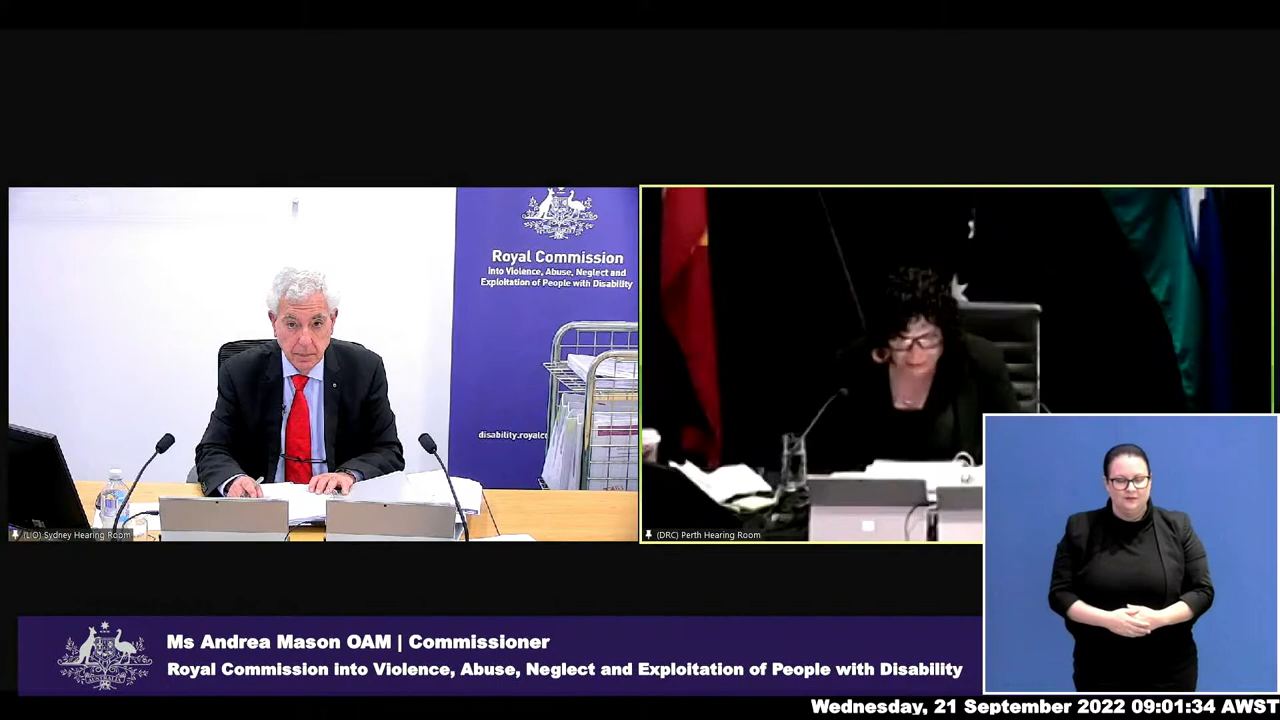 Royal Commission
into Violence, Abuse, Neglect and
Exploitation of People with Disability
disability.royalco
(LIO) Sydney Hearing Room
(DRC) Perth Hearing Room
Ms Andrea Mason OAM | Commissioner
Royal Commission into Violence, Abuse, Neglect and Exploitation of People with Disability
Wednesday, 21 September 2022 09:01:34 AWST